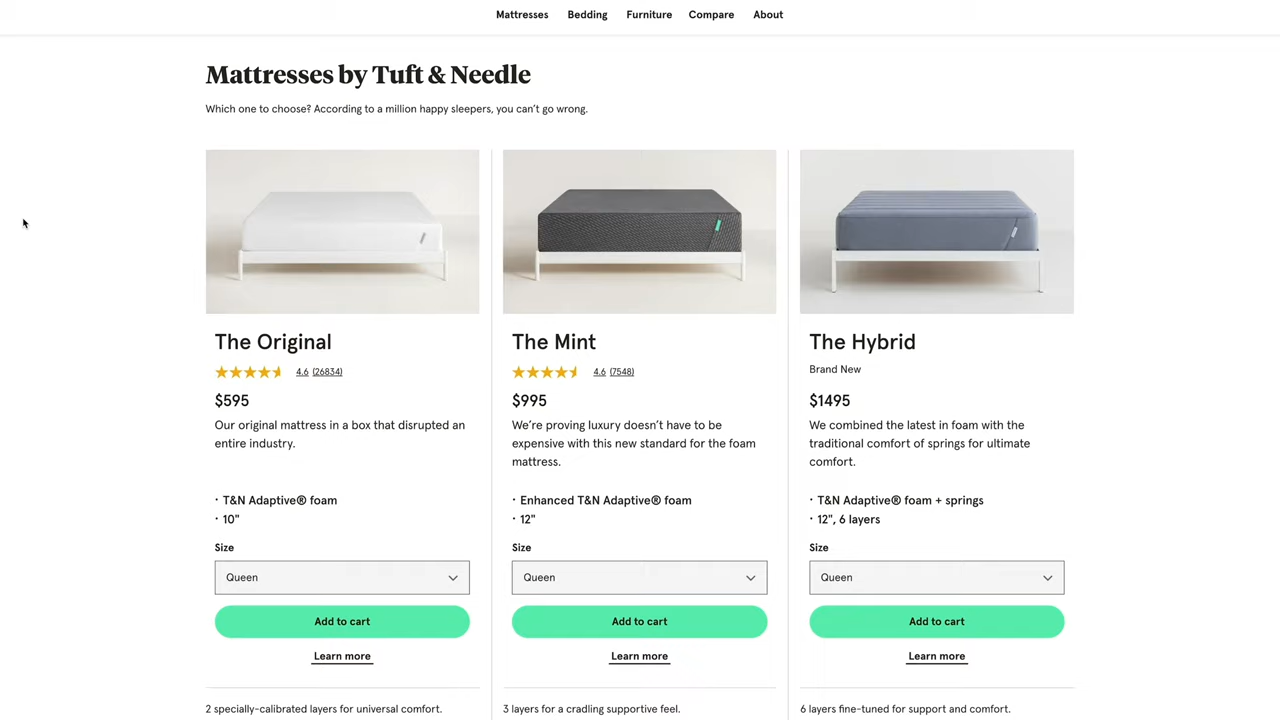 Mattresses Bedding Furniture Compare About
Mattresses by Tuft & Needle
Which one to choose? According to a million happy sleepers, you can't go wrong.
The Original
4.6 (26834)
$595
Our original mattress in a box that disrupted an
entire industry.
· T&N Adaptive® foam
· 10"
Size
Queen
Add to cart
Learn more
2 specially-calibrated layers for universal comfort.
The Mint
4.6 (7548)
$995
We're proving luxury doesn't have to be
expensive with this new standard for the foam
mattress.
· Enhanced T&N Adaptive® foam
· 12"
Size
Queen
Add to cart
Learn more
3 layers for a cradling supportive feel.
The Hybrid
Brand New
$1495
We combined the latest in foam with the
traditional comfort of springs for ultimate
comfort.
· T&N Adaptive® foam + springs
· 12", 6 layers
Size
Queen
Add to cart
Learn more
6 layers fine-tuned for support and comfort.